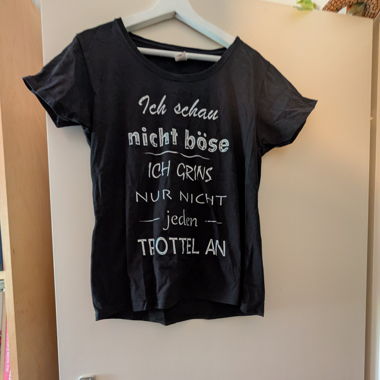 Ich schau
nicht böse
ICH GRINS
NUR NICHT
jeden
TROTTEL AN